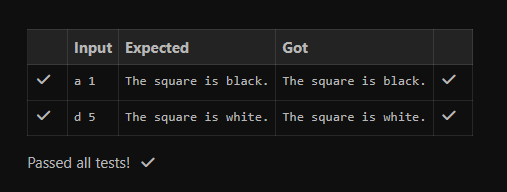 Input Expected Got
a 1 The square is black. The square is black.
d 5 The square is white. The square is white.
Passed all tests!